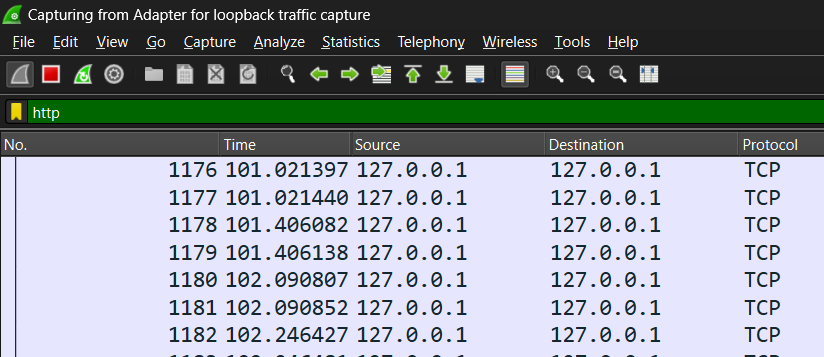 Capturing from Adapter for loopback traffic capture
File Edit View Go Capture Analyze Statistics Telephony Wireless Tools Help
http
No. Time Source Destination Protocol
1176 101.021397 127.0.0.1 127.0.0.1 TCP
1177 101.021440 127.0.0.1 127.0.0.1 TCP
1178 101.406082 127.0.0.1 127.0.0.1 TCP
1179 101.406138 127.0.0.1 127.0.0.1 TCP
1180 102.090807 127.0.0.1 127.0.0.1 TCP
1181 102.090852 127.0.0.1 127.0.0.1 TCP
1182 102.246427 127.0.0.1 127.0.0.1 TCP